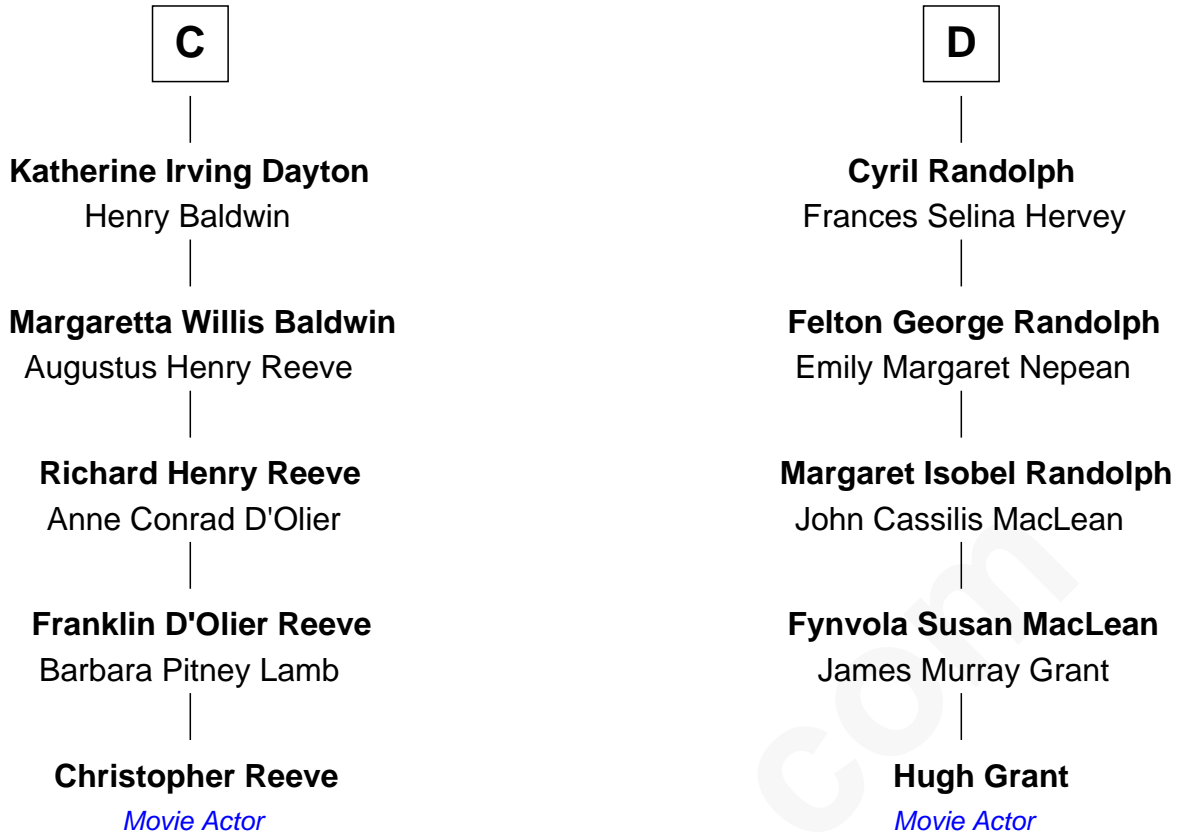 C
Katherine Irving Dayton
Henry Baldwin
Margaretta Willis Baldwin
Augustus Henry Reeve
Richard Henry Reeve
Anne Conrad D'Olier
Franklin D'Olier Reeve
Barbara Pitney Lamb
Christopher Reeve
Movie Actor
D
Cyril Randolph
Frances Selina Hervey
Felton George Randolph
Emily Margaret Nepean
Margaret Isobel Randolph
John Cassilis MacLean
Fynvola Susan MacLean
James Murray Grant
Hugh Grant
Movie Actor
com